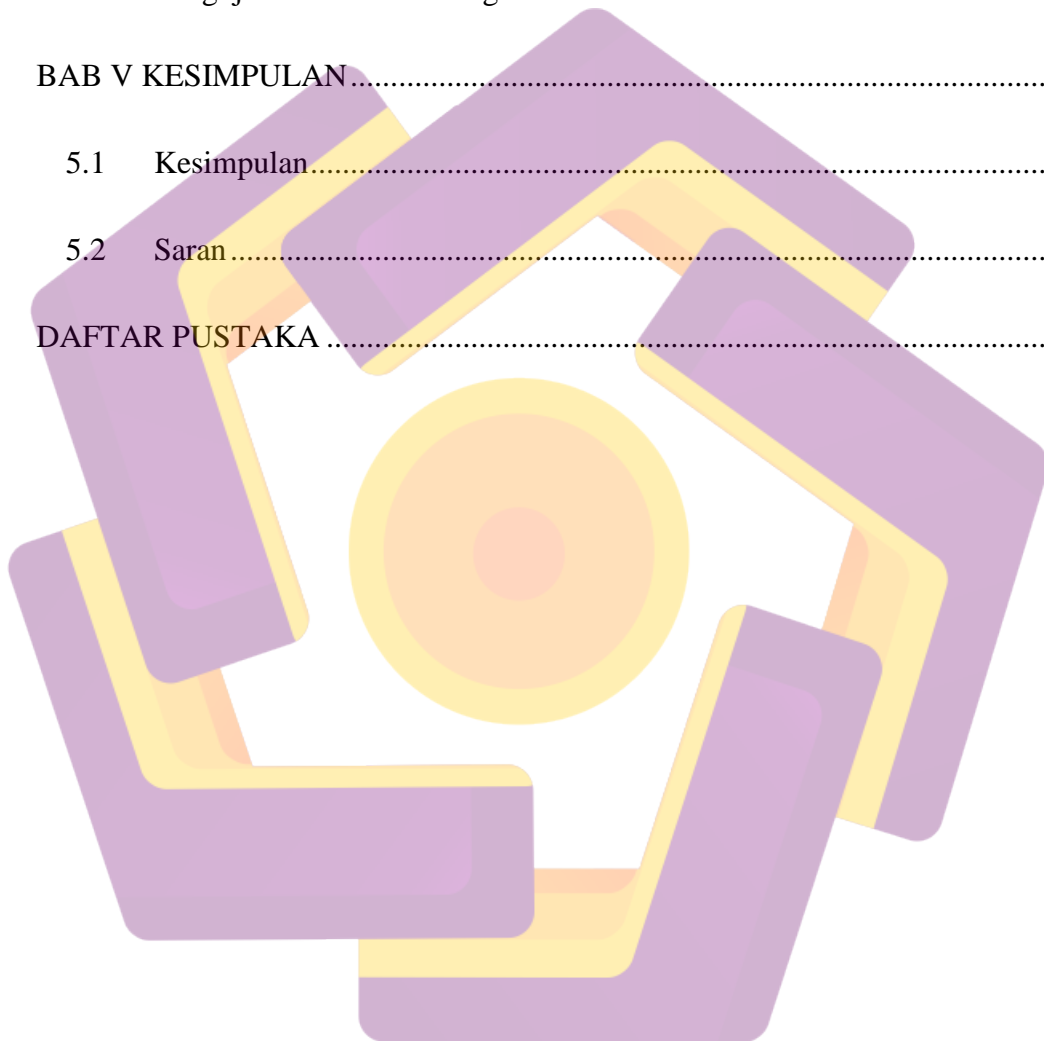 BAB V KESIMPULAN..............................................................................................
5.1 Kesimpulan..................................................................................................
5.2 Saran............................................................................................................
DAFTAR PUSTAKA ................................................................................................